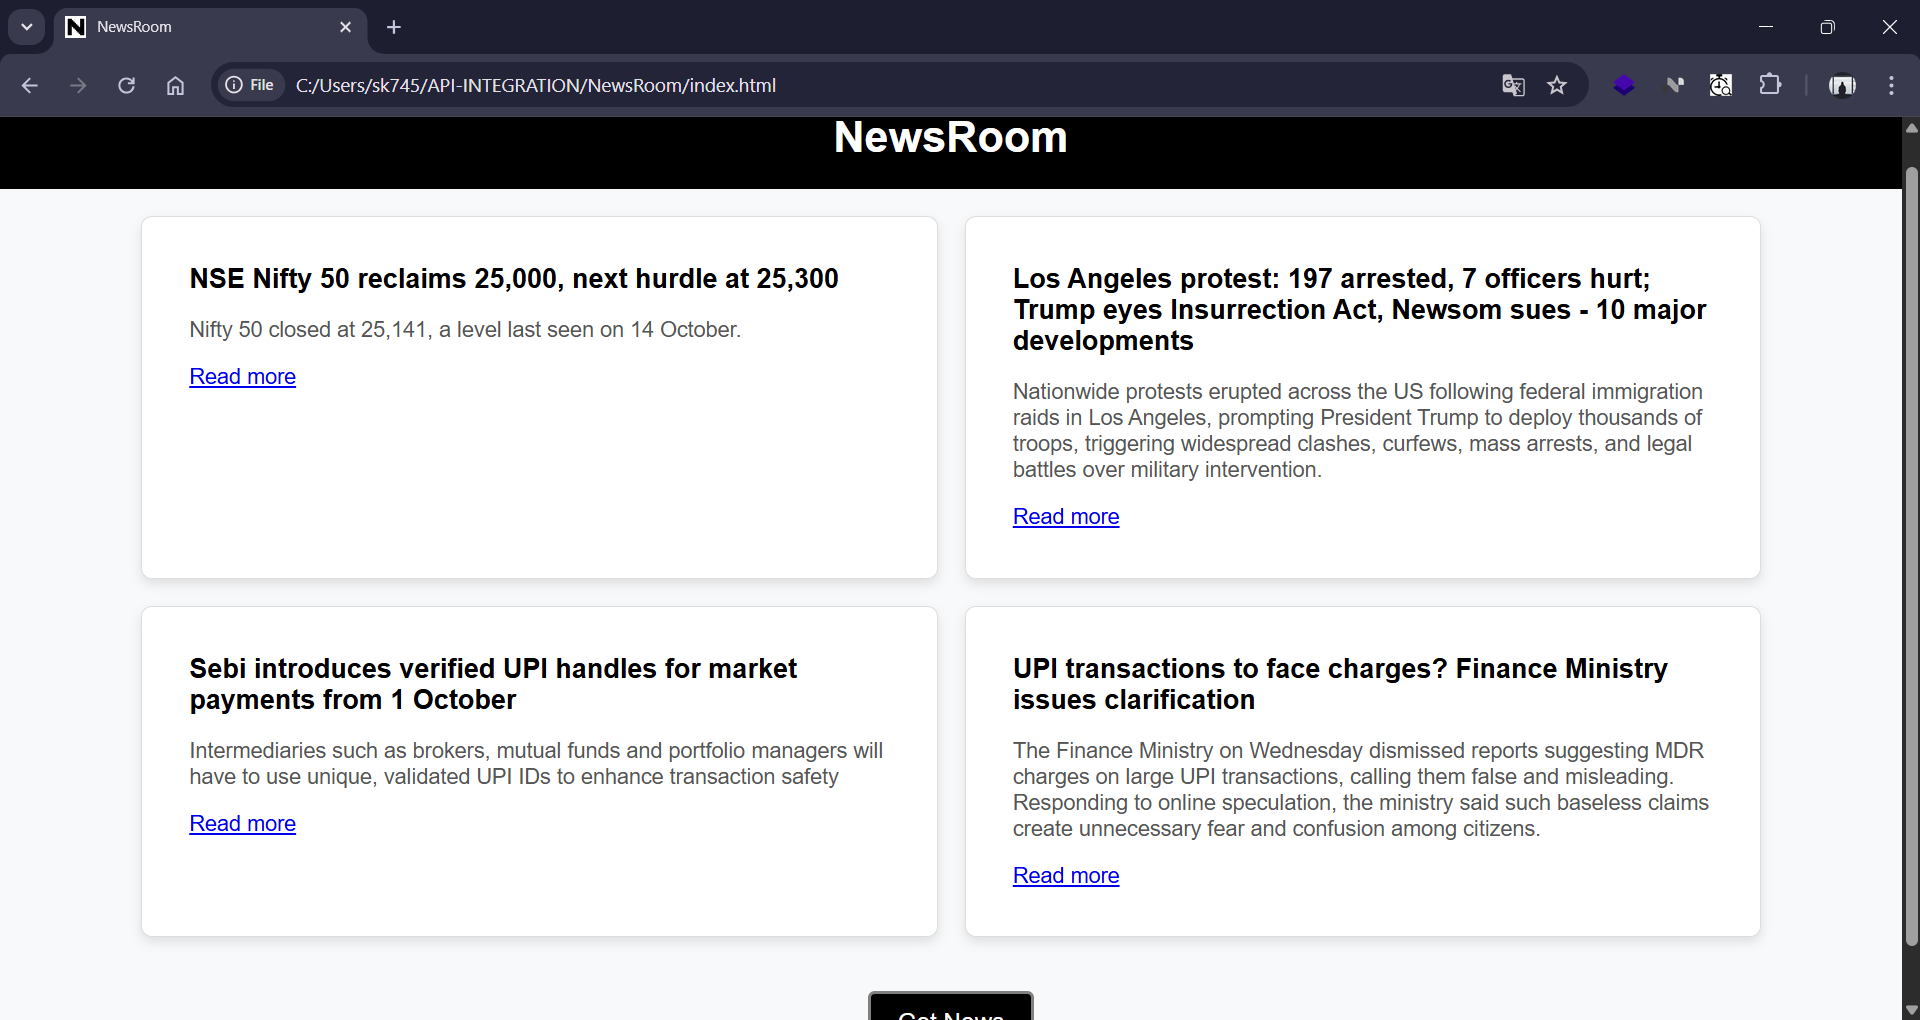 NewsRoom
File
C:/Users/sk745/API-INTEGRATION/NewsRoom/index.html
NewsRoom
NSE Nifty 50 reclaims 25,000, next hurdle at 25,300
Nifty 50 closed at 25,141, a level last seen on 14 October.
Read more
Los Angeles protest: 197 arrested, 7 officers hurt;
Trump eyes Insurrection Act, Newsom sues - 10 major
developments
Nationwide protests erupted across the US following federal immigration
raids in Los Angeles, prompting President Trump to deploy thousands of
troops, triggering widespread clashes, curfews, mass arrests, and legal
battles over military intervention.
Read more
Sebi introduces verified UPI handles for market
payments from 1 October
Intermediaries such as brokers, mutual funds and portfolio managers will
have to use unique, validated UPI IDs to enhance transaction safety
Read more
UPI transactions to face charges? Finance Ministry
issues clarification
The Finance Ministry on Wednesday dismissed reports suggesting MDR
charges on large UPI transactions, calling them false and misleading.
Responding to online speculation, the ministry said such baseless claims
create unnecessary fear and confusion among citizens.
Read more
Get News